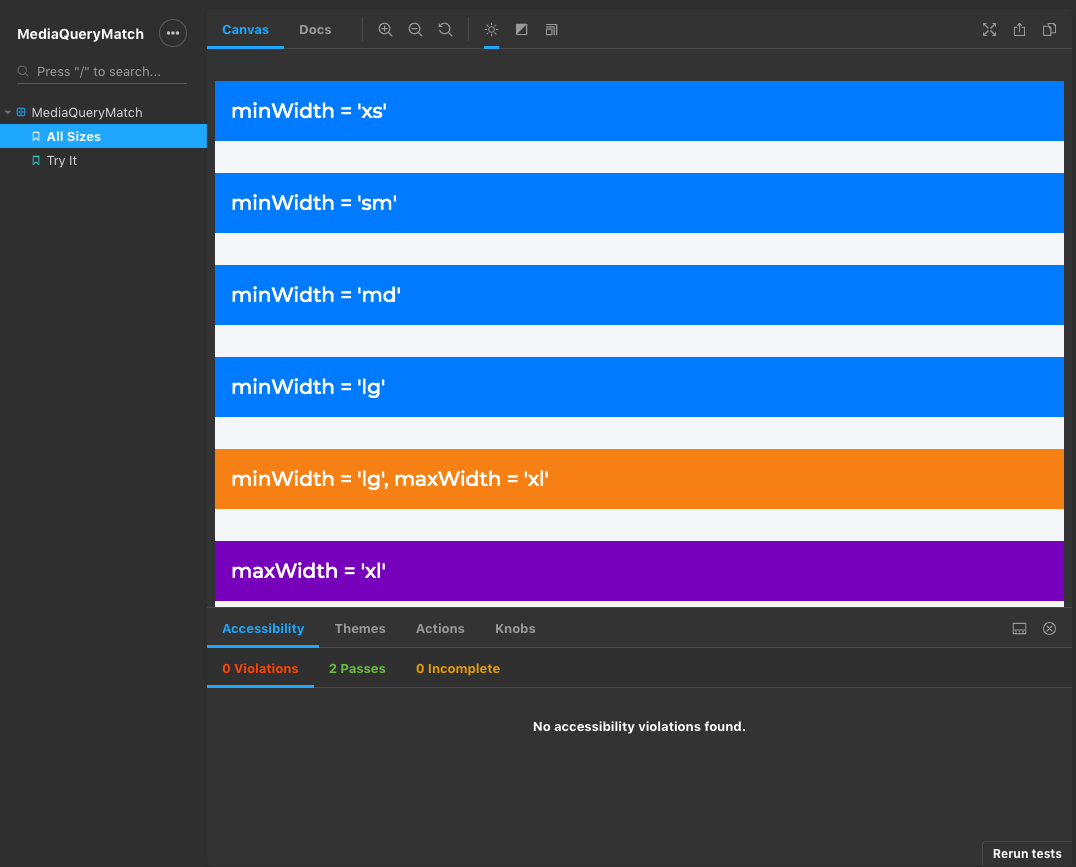 MediaQueryMatch
Press "/" to search...
MediaQueryMatch
All Sizes
Try It
Canvas Docs
minWidth = 'xs'
minWidth = 'sm'
minWidth = 'md'
minWidth = 'lg'
minWidth = 'lg', maxWidth = 'xl'
maxWidth = 'xl'
Accessibility Themes Actions Knobs
0 Violations 2 Passes 0 Incomplete
No accessibility violations found.
Rerun tests